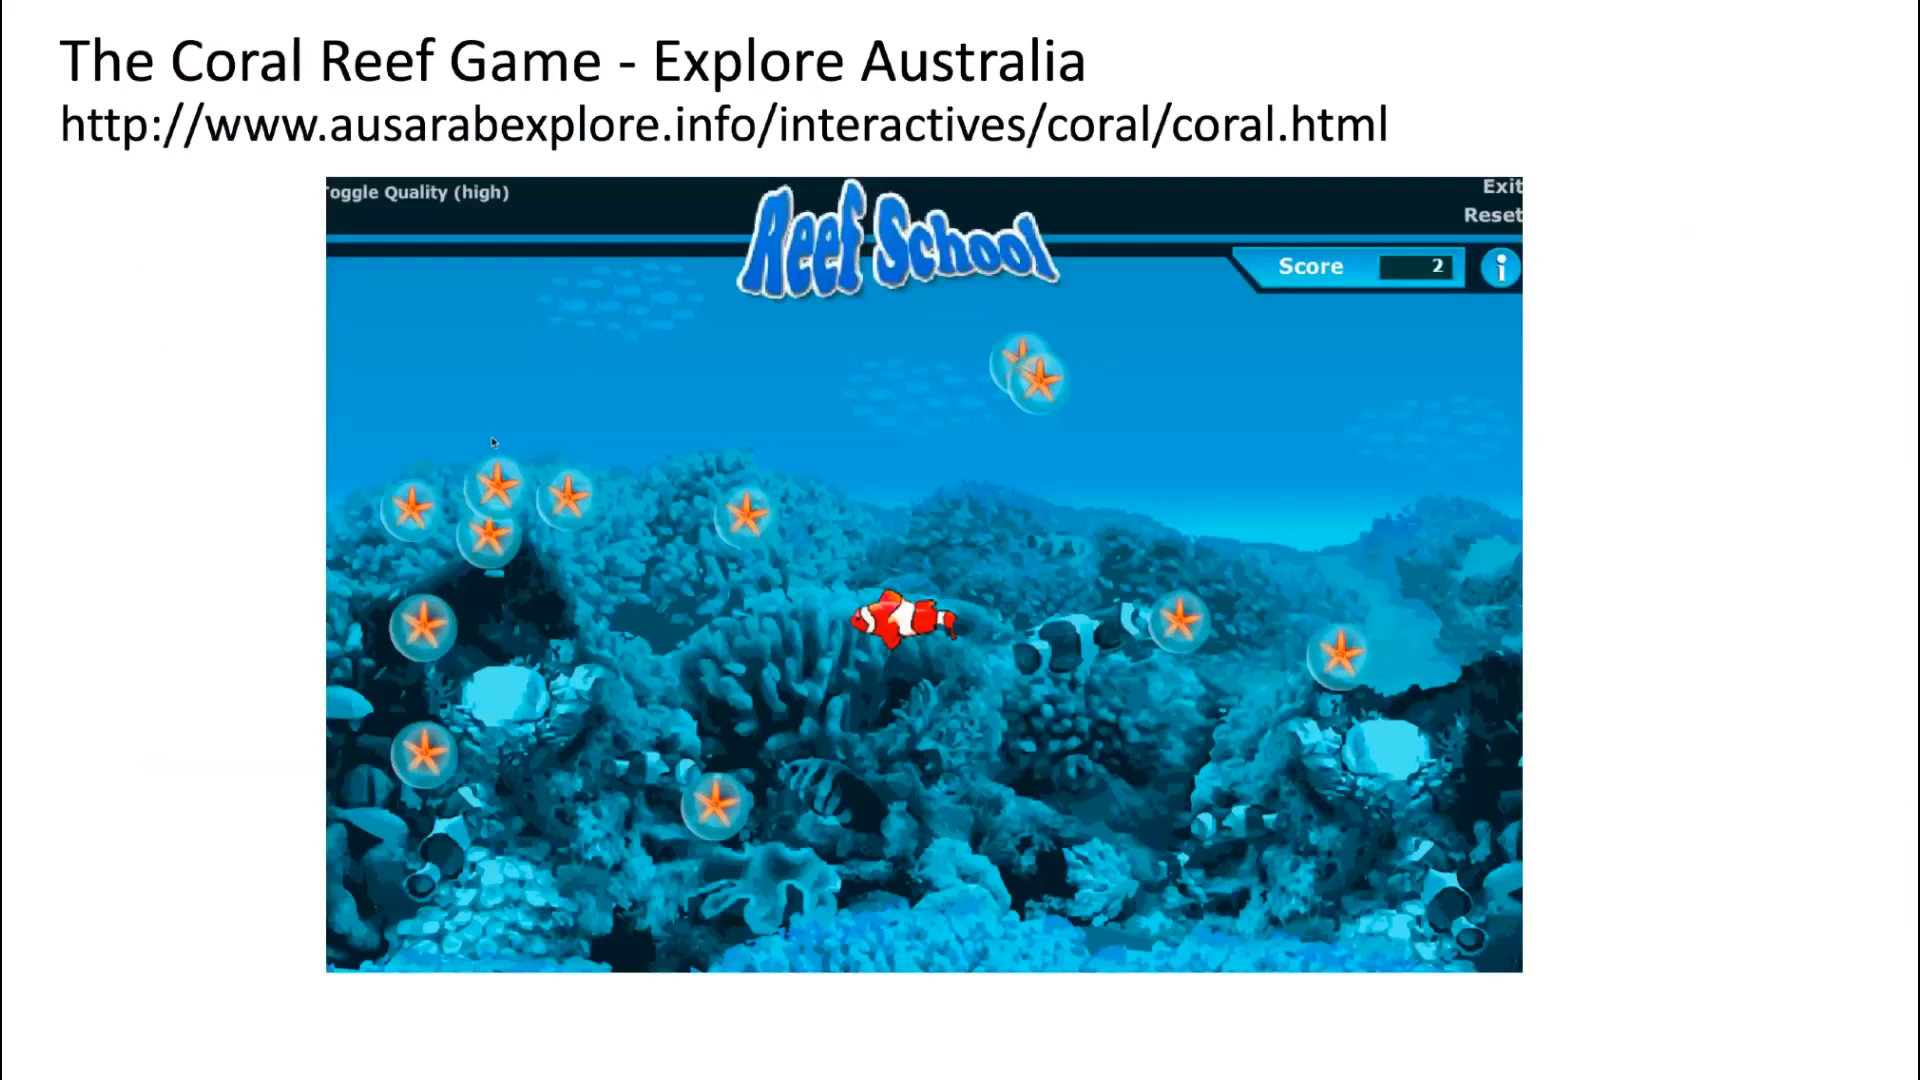 The Coral Reef Game - Explore Australia
http://www.ausarabexplore.info/interactives/coral/coral.html
oggle Quality (high)
Reef School
Exit
Reset
Score 2
i